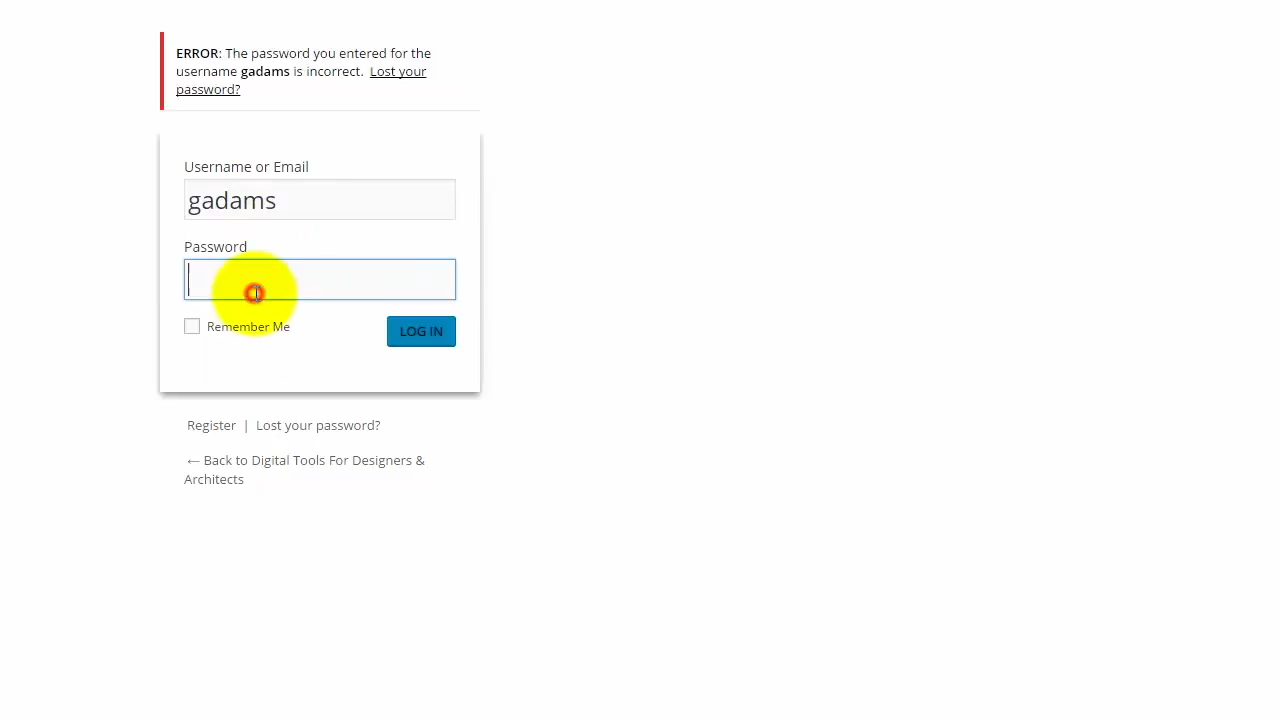 ERROR: The password you entered for the
username gadams is incorrect. Lost your
password?
Username or Email
gadams
Password
Remember Me
LOG IN
Register | Lost your password?
← Back to Digital Tools For Designers &
Architects